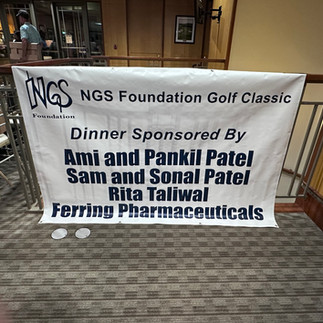 NGS
Foundation
NGS Foundation Golf Classic
Dinner Sponsored By
Ami and Pankil Patel
Sam and Sonal Patel
Rita Taliwal
Ferring Pharmaceuticals